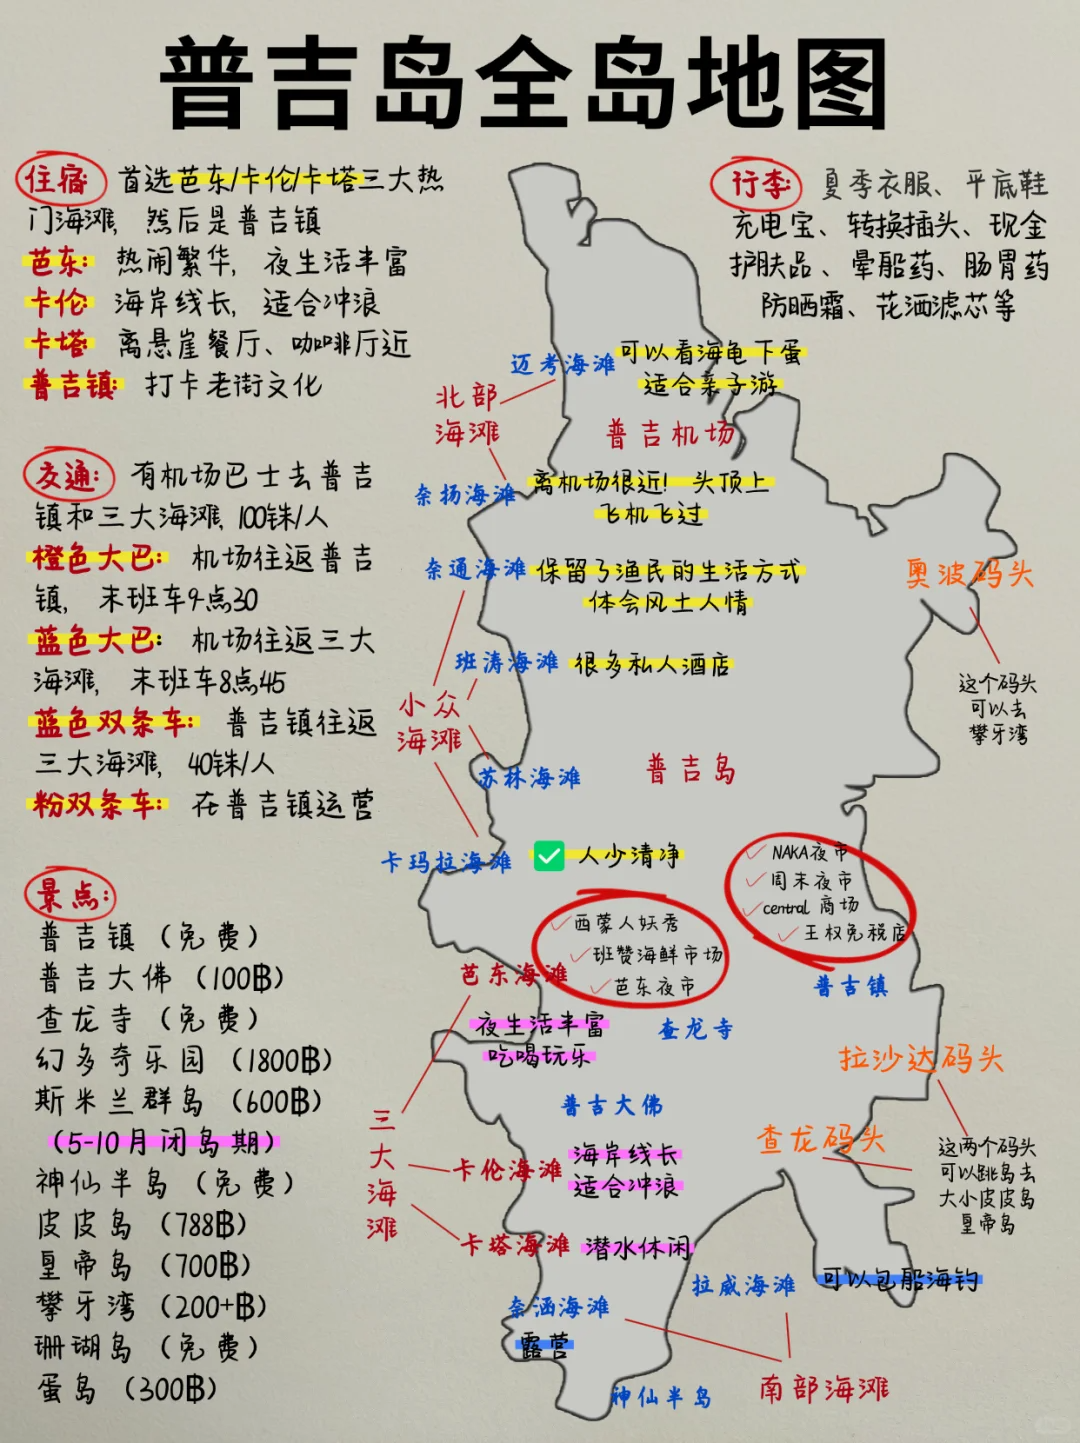 普吉岛全岛地图
住宿: 首选芭东/卡伦/卡塔三大热
门海滩, 然后是普吉镇
芭东: 热闹繁华, 夜生活丰富
卡伦: 海岸线长, 适合冲浪
卡塔: 离悬崖餐厅、咖啡厅近
普吉镇: 打卡老街文化
行李: 夏季衣服、平底鞋
充电宝、转换插头、现金
护肤品、晕船药、肠胃药
防晒霜、花洒滤芯等
交通: 有机场巴士去普吉
镇和三大海滩, 100铢/人
橙色大巴: 机场往返普吉
镇, 末班车9点30
蓝色大巴: 机场往返三大
海滩, 末班车8点45
蓝色双条车: 普吉镇往返
三大海滩, 40铢/人
粉双条车: 在普吉镇运营
景点:
普吉镇（免费）
普吉大佛（100฿）
查龙寺（免费）
幻多奇乐园（1800฿）
斯米兰群岛（600฿）
（5-10月闭岛期）
神仙半岛（免费）
皮皮岛（788฿）
皇帝岛（700฿）
攀牙湾（200+฿）
珊瑚岛（免费）
蛋岛（300฿）
迈考海滩
可以看海龟下蛋
适合亲子游
北部
海滩
普吉机场
奈扬海滩
离机场很近! 头顶上
飞机飞过
奈通海滩
保留了渔民的生活方式
体会风土人情
班涛海滩
很多私人酒店
小众
海滩
苏林海滩
普吉岛
卡玛拉海滩
✅ 人少清净
奥波码头
这个码头
可以去
攀牙湾
NAKA夜市
周末夜市
central 商场
王权免税店
普吉镇
西蒙人妖秀
班赞海鲜市场
芭东夜市
芭东海滩
夜生活丰富
吃喝玩乐
查龙寺
拉沙达码头
普吉大佛
查龙码头
这两个码头
可以跳岛去
大小皮皮岛
皇帝岛
三
大
海
滩
卡伦海滩
海岸线长
适合冲浪
卡塔海滩
潜水休闲
拉威海滩
可以包船海钓
奈涵海滩
露营
南部海滩
神仙半岛